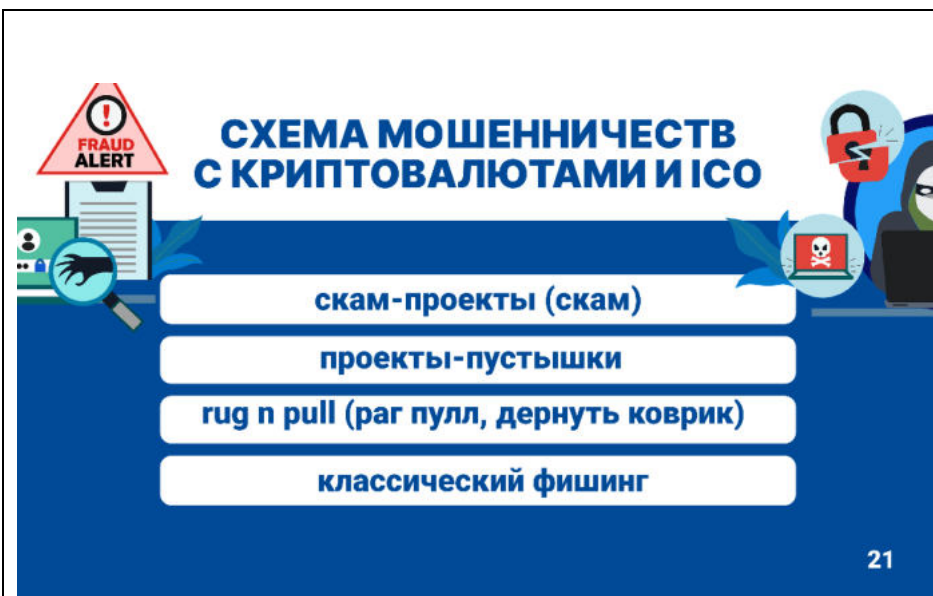 FRAUD
ALERT
СХЕМА МОШЕННИЧЕСТВ
С КРИПТОВАЛЮТАМИ И ICO
скам-проекты (скам)
проекты-пустышки
rug n pull (раг пулл, дернуть коврик)
классический фишинг
21